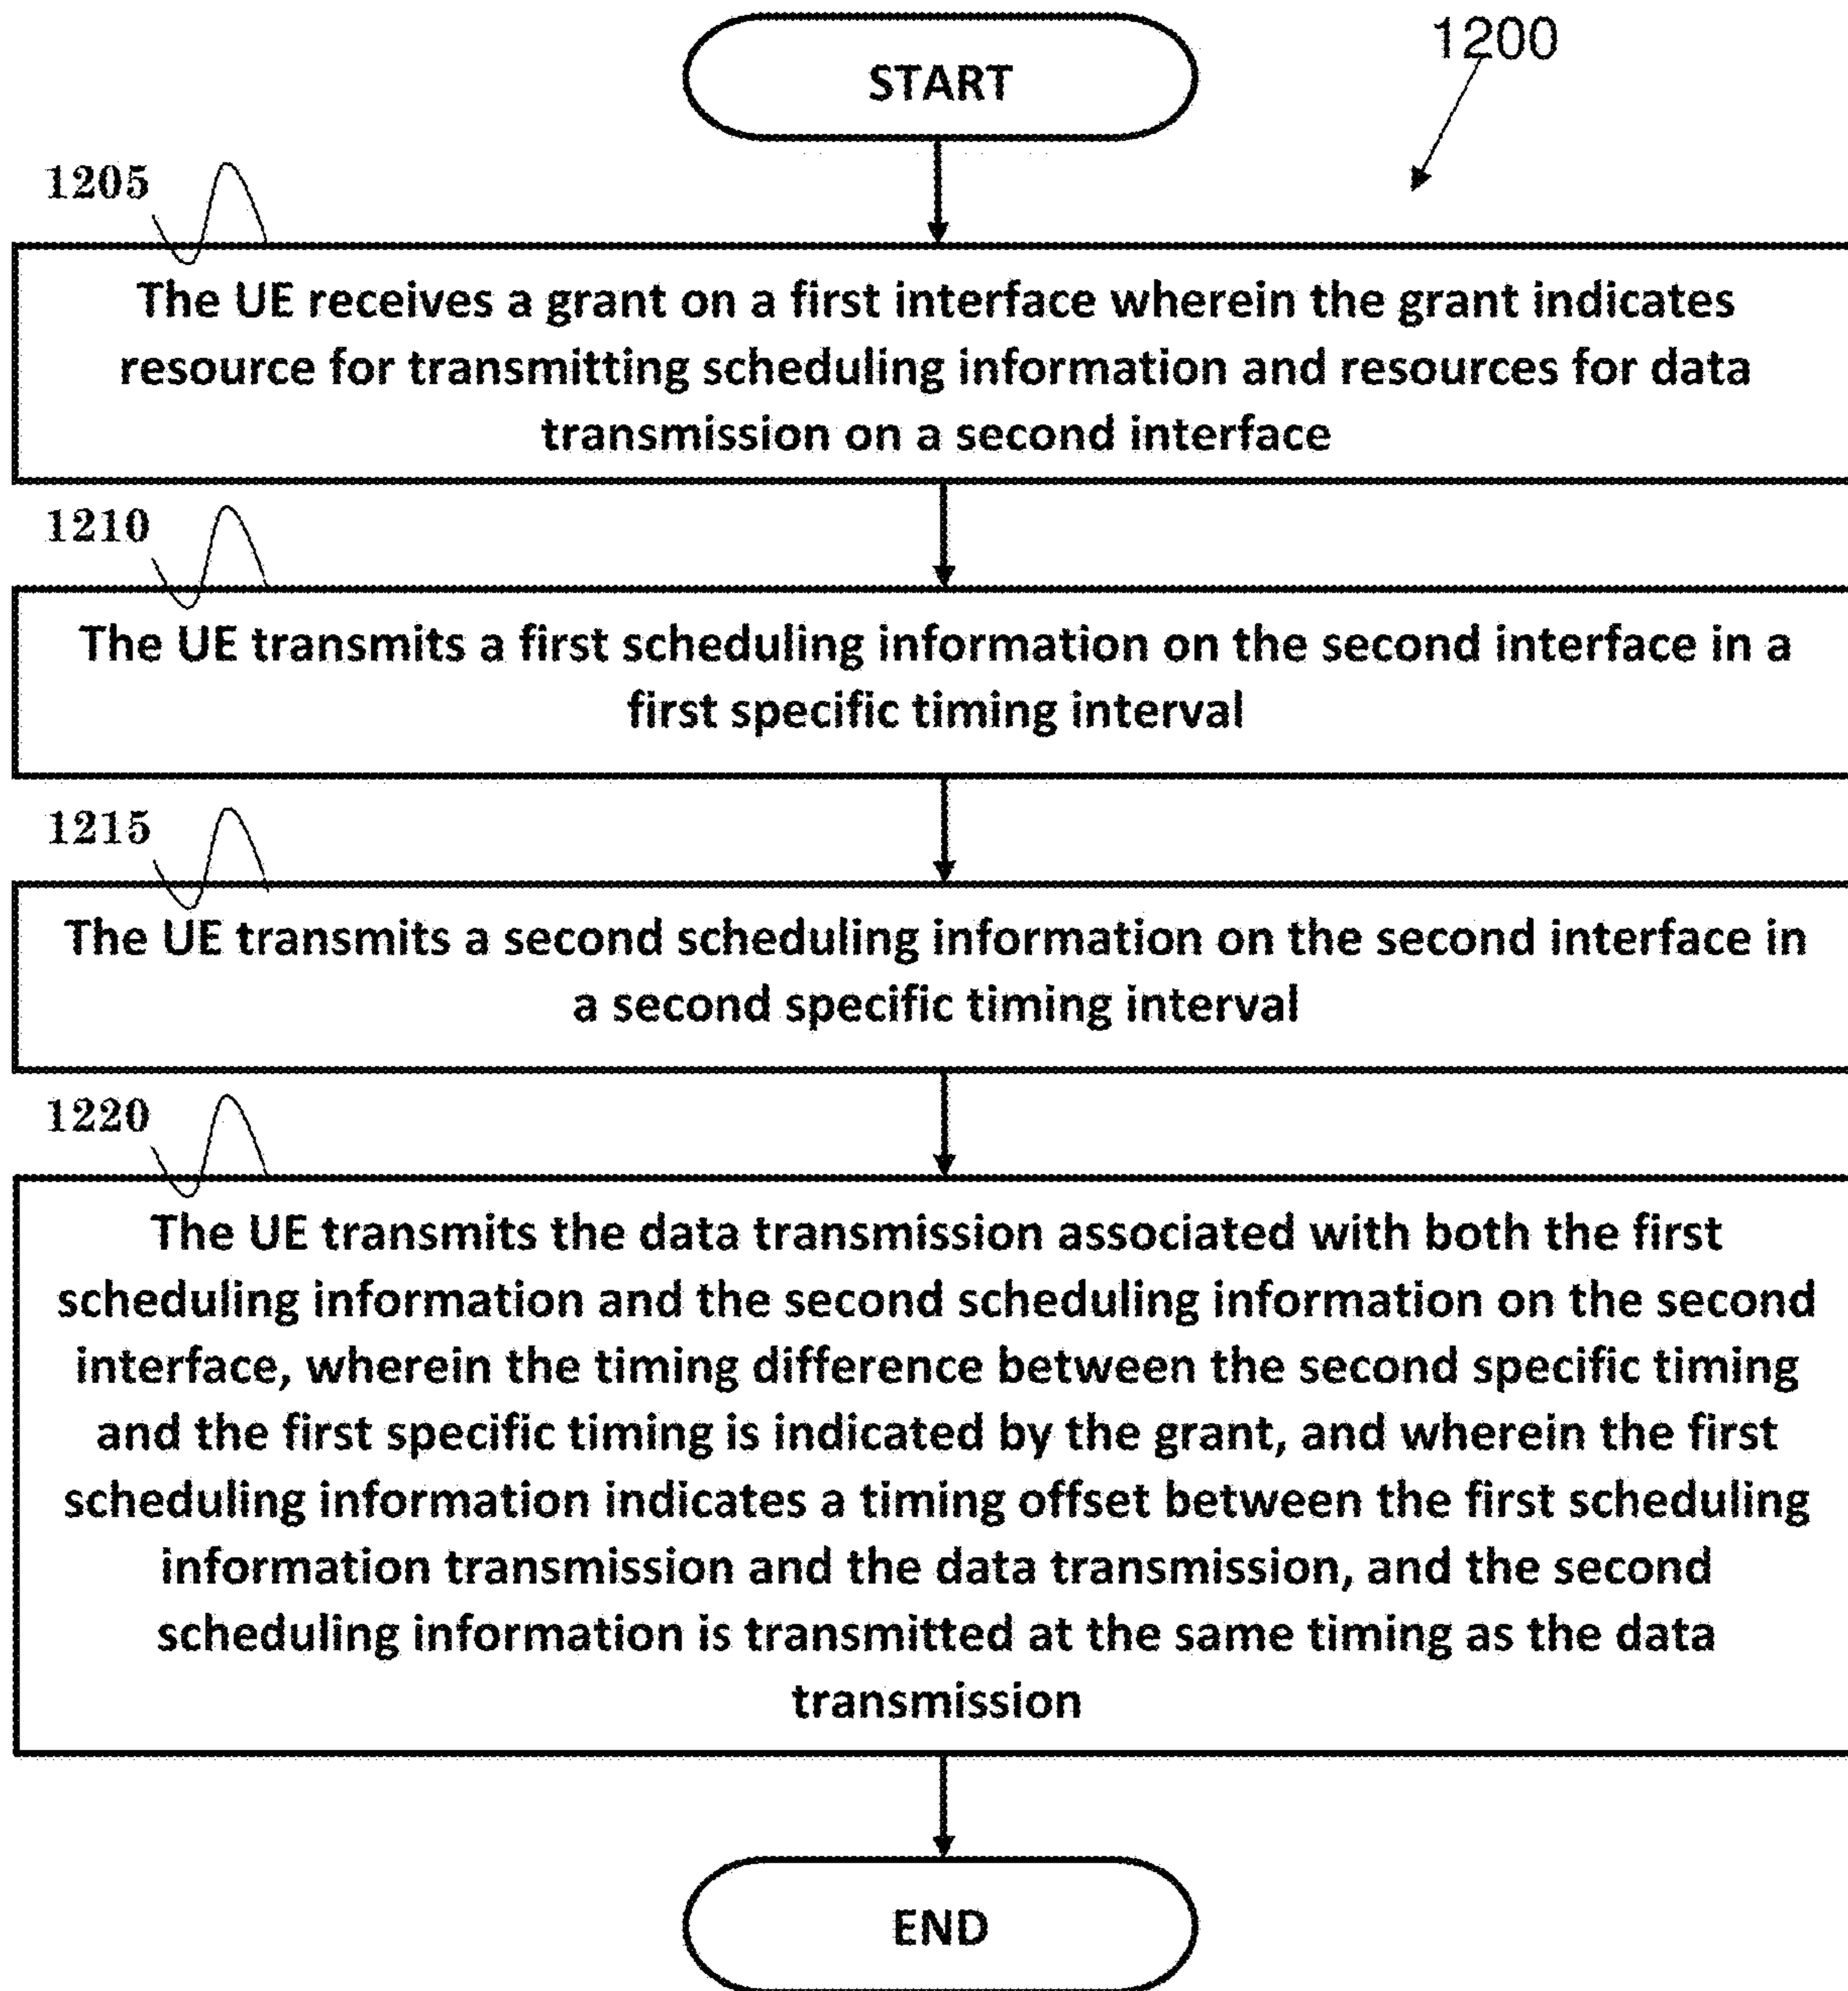 1200
START
1205
The UE receives a grant on a first interface wherein the grant indicates
resource for transmitting scheduling information and resources for data
transmission on a second interface
1210
The UE transmits a first scheduling information on the second interface in a
first specific timing interval
1215
The UE transmits a second scheduling information on the second interface in
a second specific timing interval
1220
The UE transmits the data transmission associated with both the first
scheduling information and the second scheduling information on the second
interface, wherein the timing difference between the second specific timing
and the first specific timing is indicated by the grant, and wherein the first
scheduling information indicates a timing offset between the first scheduling
information transmission and the data transmission, and the second
scheduling information is transmitted at the same timing as the data
transmission
END